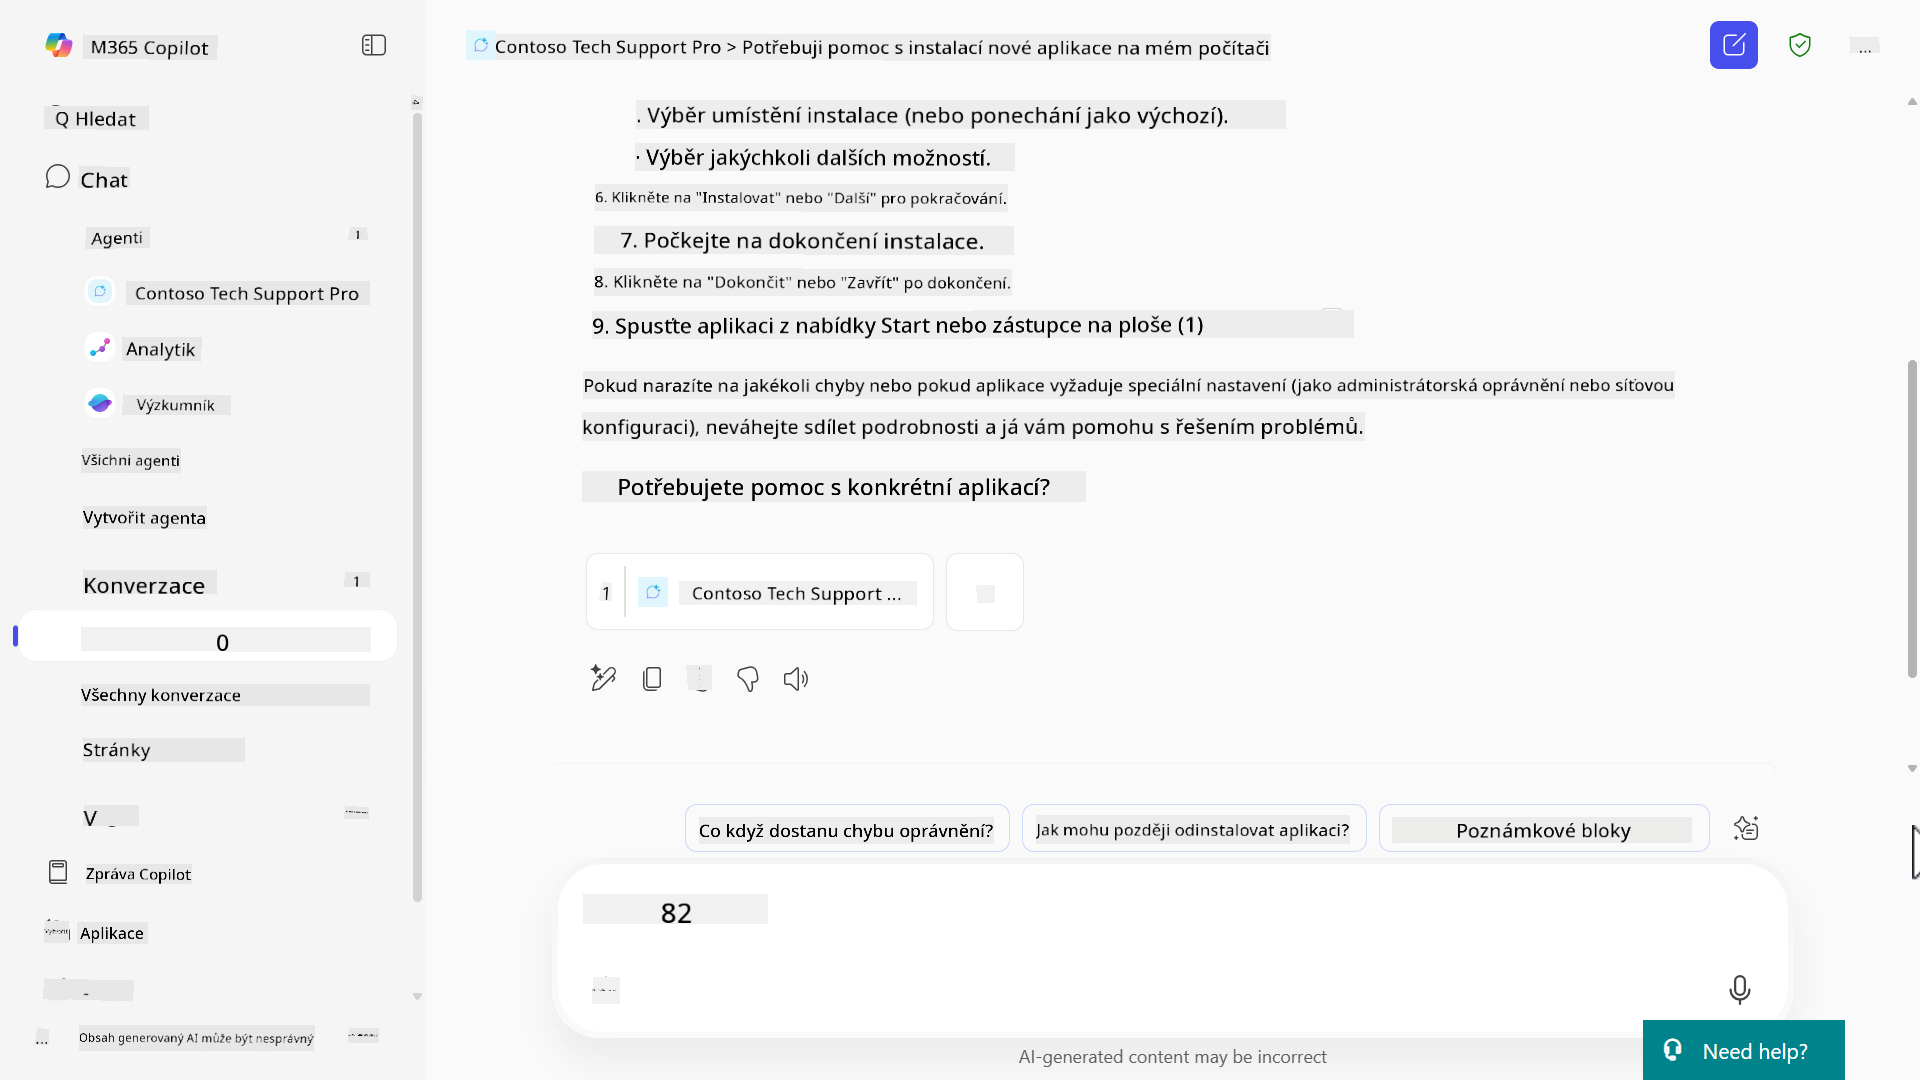 M365 Copilot
Q Hledat
Chat
Agenti 1
Contoso Tech Support Pro
Analytik
Výzkumník
Všichni agenti
Vytvořit agenta
Konverzace 1
0
Všechny konverzace
Stránky
V
Zpráva Copilot
Aplikace
-
... Obsah generovaný AI může být nesprávný
Contoso Tech Support Pro > Potřebuji pomoc s instalací nové aplikace na mém počítači
...
. Výběr umístění instalace (nebo ponechání jako výchozí).
· Výběr jakýchkoli dalších možností.
6. Klikněte na "Instalovat" nebo "Další" pro pokračování.
7. Počkejte na dokončení instalace.
8. Klikněte na "Dokončit" nebo "Zavřít" po dokončení.
9. Spusťte aplikaci z nabídky Start nebo zástupce na ploše (1)
Pokud narazíte na jakékoli chyby nebo pokud aplikace vyžaduje speciální nastavení (jako administrátorská oprávnění nebo síťovou
konfiguraci), neváhejte sdílet podrobnosti a já vám pomohu s řešením problémů.
Potřebujete pomoc s konkrétní aplikací?
1 Contoso Tech Support ...
Co když dostanu chybu oprávnění?
Jak mohu později odinstalovat aplikaci?
Poznámkové bloky
82
AI-generated content may be incorrect
Need help?